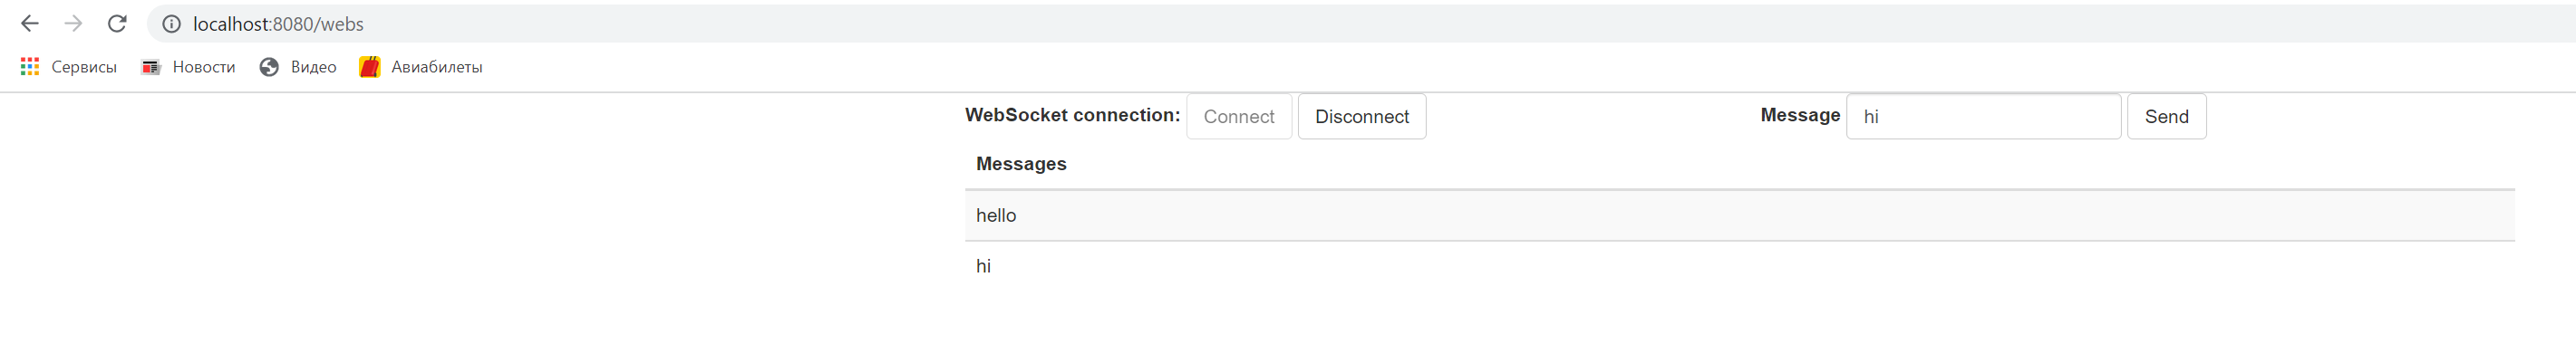 localhost:8080/webs
Сервисы Новости Видео Авиабилеты
WebSocket connection: Connect Disconnect Message hi Send
Messages
hello
hi